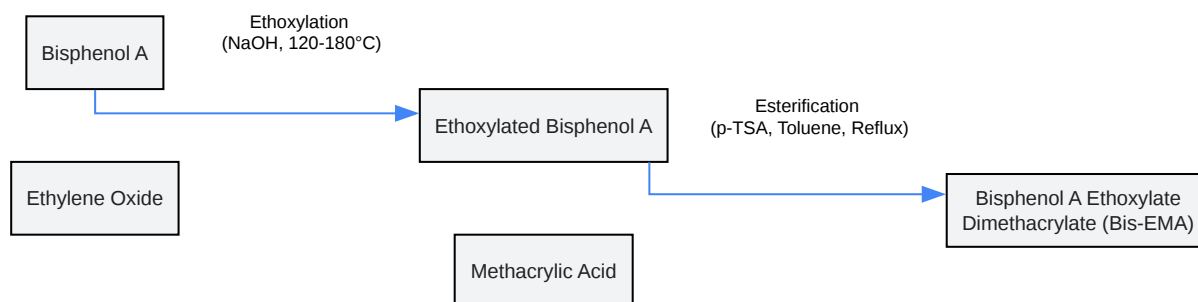 Ethoxylation
(NaOH, 120-180°C)
Bisphenol A
Ethylene Oxide
Ethoxylated Bisphenol A
Esterification
(p-TSA, Toluene, Reflux)
Methacrylic Acid
Bisphenol A Ethoxylate
Dimethacrylate (Bis-EMA)